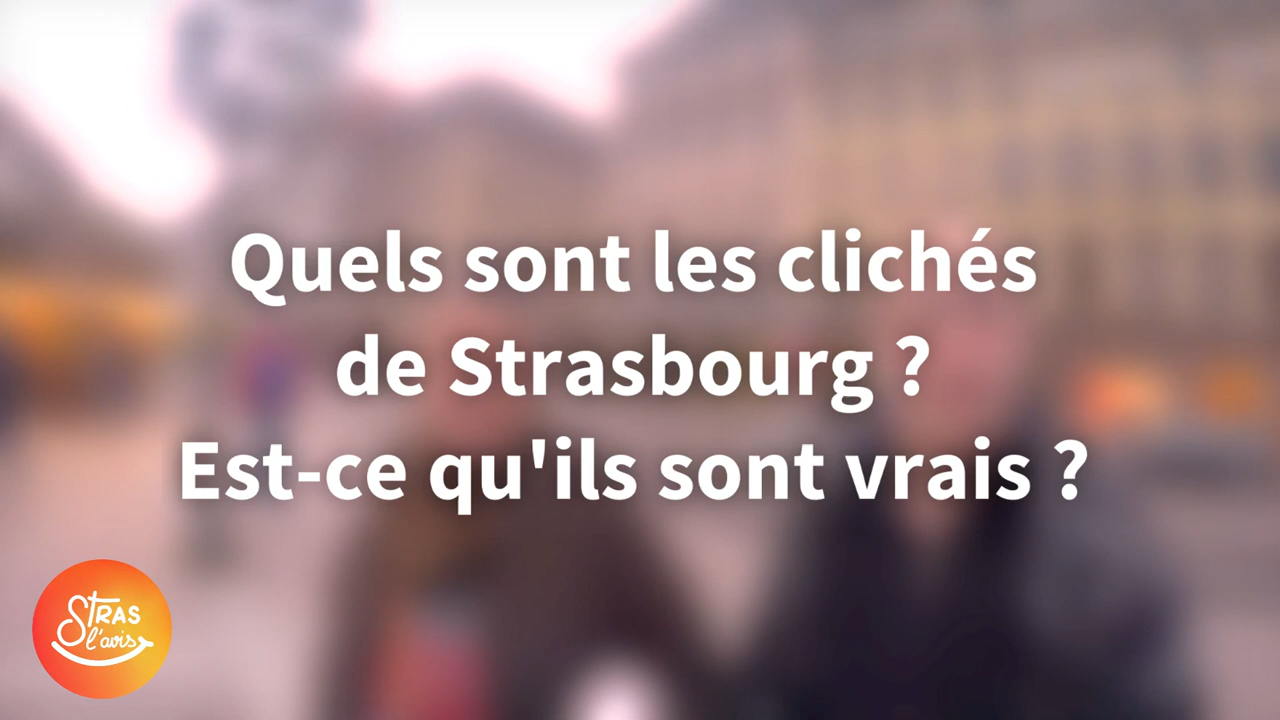 Quels sont les clichés
de Strasbourg ?
Est-ce qu'ils sont vrais ?
STRAS
l'avis